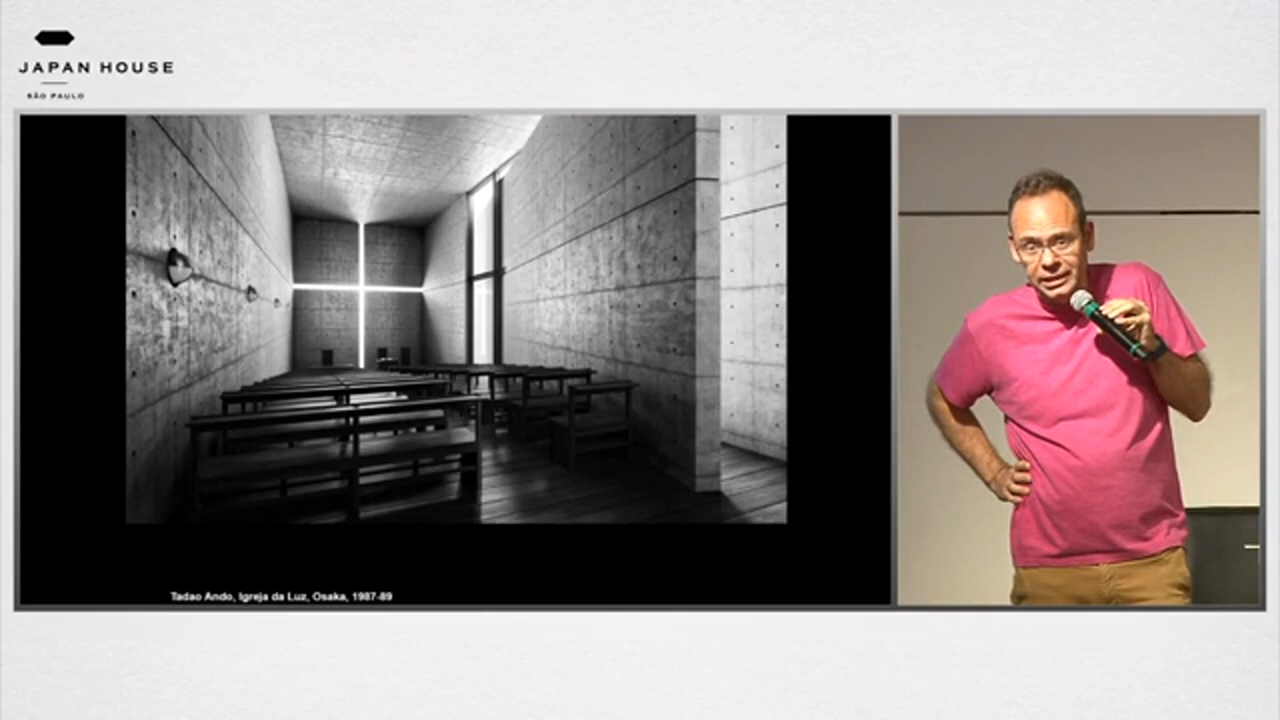 JAPAN HOUSE
SÃO PAULO
Tadao Ando, Igreja da Luz, Osaka, 1987-89